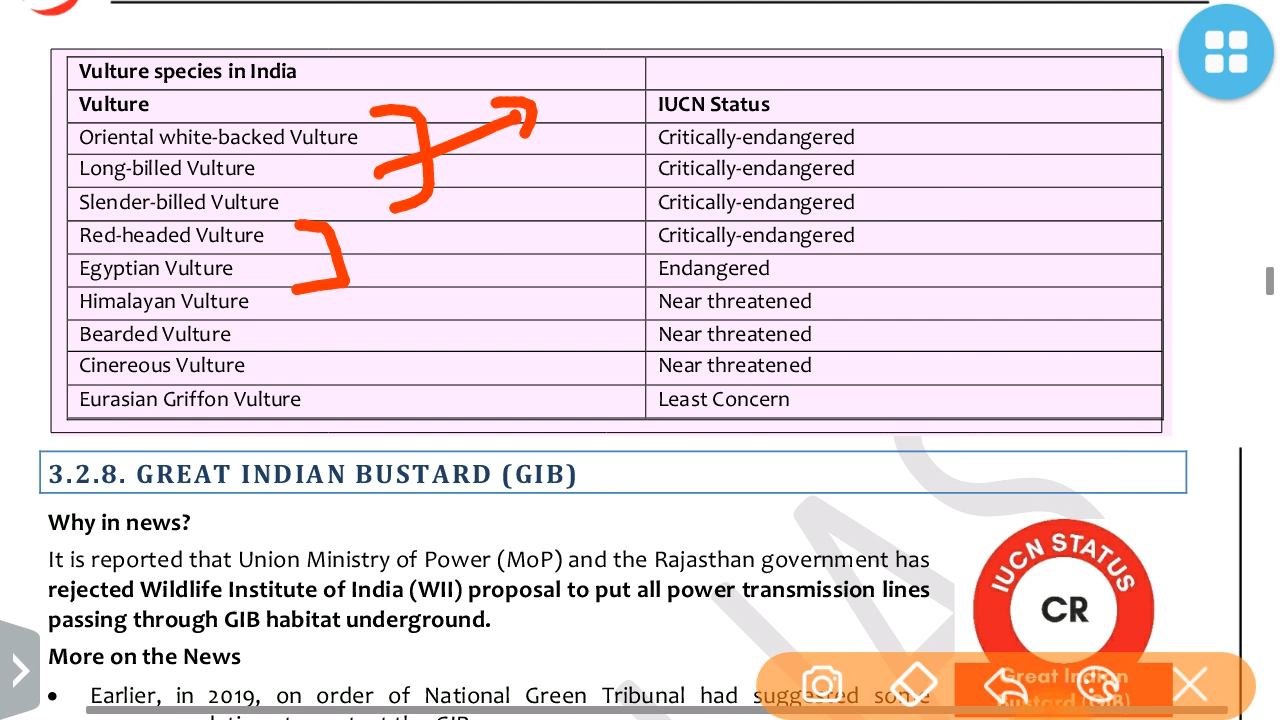 Vulture species in India
Vulture IUCN Status
Oriental white-backed Vulture Critically-endangered
Long-billed Vulture Critically-endangered
Slender-billed Vulture Critically-endangered
Red-headed Vulture Critically-endangered
Egyptian Vulture Endangered
Himalayan Vulture Near threatened
Bearded Vulture Near threatened
Cinereous Vulture Near threatened
Eurasian Griffon Vulture Least Concern
3.2.8. GREAT INDIAN BUSTARD (GIB)
Why in news?
It is reported that Union Ministry of Power (MoP) and the Rajasthan government has
rejected Wildlife Institute of India (WII) proposal to put all power transmission lines
passing through GIB habitat underground.
More on the News
• Earlier, in 2019, on order of National Green Tribunal had suggested some
IUCN STATUS
CR
Great Indian
Bustard (GIB)